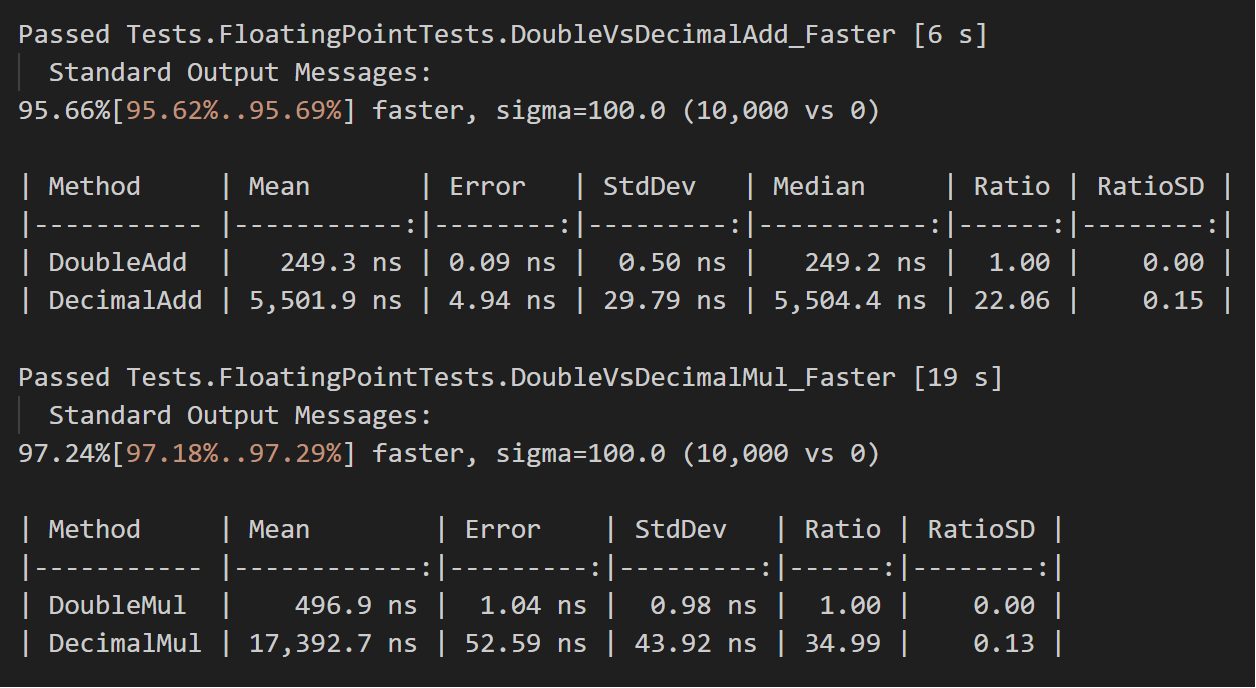 Passed Tests.FloatingPointTests.DoubleVsDecimalAdd_Faster [6 s]
Standard Output Messages:
95.66%[95.62%..95.69%] faster, sigma=100.0 (10,000 vs 0)
| Method      | Mean       | Error   | StdDev   | Median     | Ratio | RatioSD |
|----------- |-----------:|--------:|---------:|-----------:|------:|--------:|
| DoubleAdd  |   249.3 ns | 0.09 ns |  0.50 ns |   249.2 ns |  1.00 |    0.00 |
| DecimalAdd | 5,501.9 ns | 4.94 ns | 29.79 ns | 5,504.4 ns | 22.06 |    0.15 |
Passed Tests.FloatingPointTests.DoubleVsDecimalMul_Faster [19 s]
Standard Output Messages:
97.24%[97.18%..97.29%] faster, sigma=100.0 (10,000 vs 0)
| Method     | Mean        | Error    | StdDev   | Ratio | RatioSD |
|----------- |------------:|---------:|---------:|------:|--------:|
| DoubleMul  |    496.9 ns |  1.04 ns |  0.98 ns |  1.00 |    0.00 |
| DecimalMul | 17,392.7 ns | 52.59 ns | 43.92 ns | 34.99 |    0.13 |